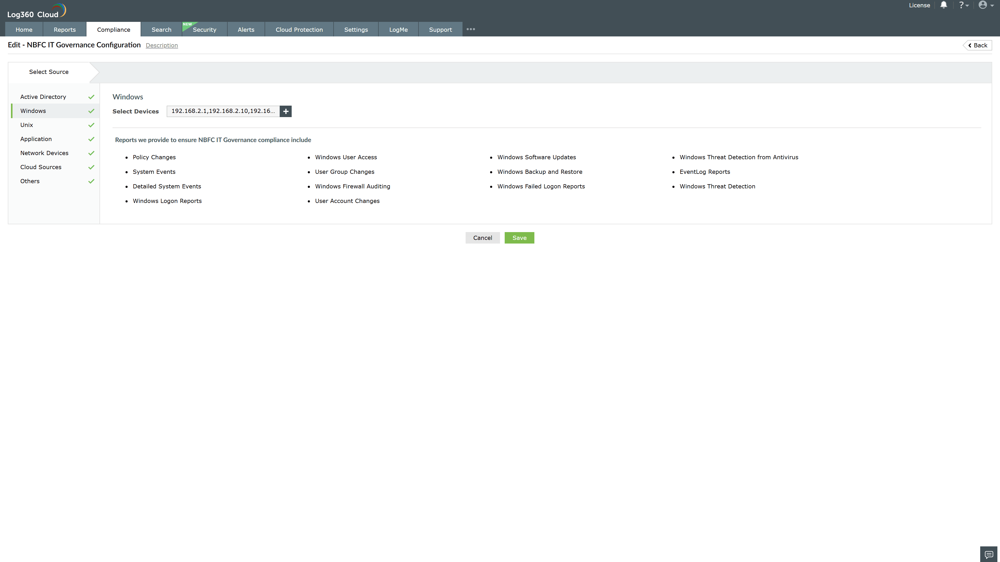 Log360 Cloud
License
Home Reports Compliance Search NEW Security Alerts Cloud Protection Settings LogMe Support
Edit - NBFC IT Governance Configuration Description
Back
Select Source
Active Directory
Windows
Unix
Application
Network Devices
Cloud Sources
Others
Windows
Select Devices 192.168.2.1,192.168.2.10,192.16...
Reports we provide to ensure NBFC IT Governance compliance include
Policy Changes Windows User Access Windows Software Updates Windows Threat Detection from Antivirus
System Events User Group Changes Windows Backup and Restore EventLog Reports
Detailed System Events Windows Firewall Auditing Windows Failed Logon Reports Windows Threat Detection
Windows Logon Reports User Account Changes
Cancel Save